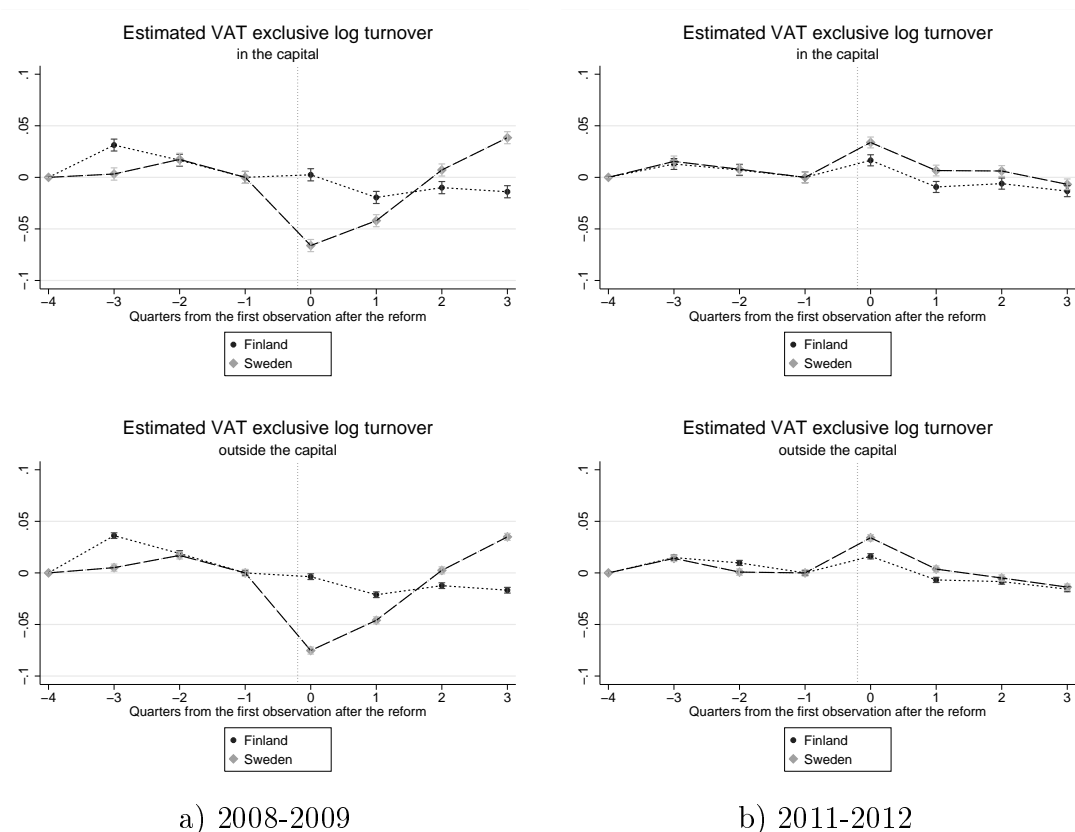 Estimated VAT exclusive log turnover
in the capital
.1
.05
0
-.05
-.1
−4 −3 −2 −1 0 1 2 3
Quarters from the first observation after the reform
Finland
Sweden
Estimated VAT exclusive log turnover
in the capital
.1
.05
0
-.05
-.1
−4 −3 −2 −1 0 1 2 3
Quarters from the first observation after the reform
Finland
Sweden
Estimated VAT exclusive log turnover
outside the capital
.1
.05
0
-.05
-.1
−4 −3 −2 −1 0 1 2 3
Quarters from the first observation after the reform
Finland
Sweden
Estimated VAT exclusive log turnover
outside the capital
.1
.05
0
-.05
-.1
−4 −3 −2 −1 0 1 2 3
Quarters from the first observation after the reform
Finland
Sweden
a) 2008-2009
b) 2011-2012